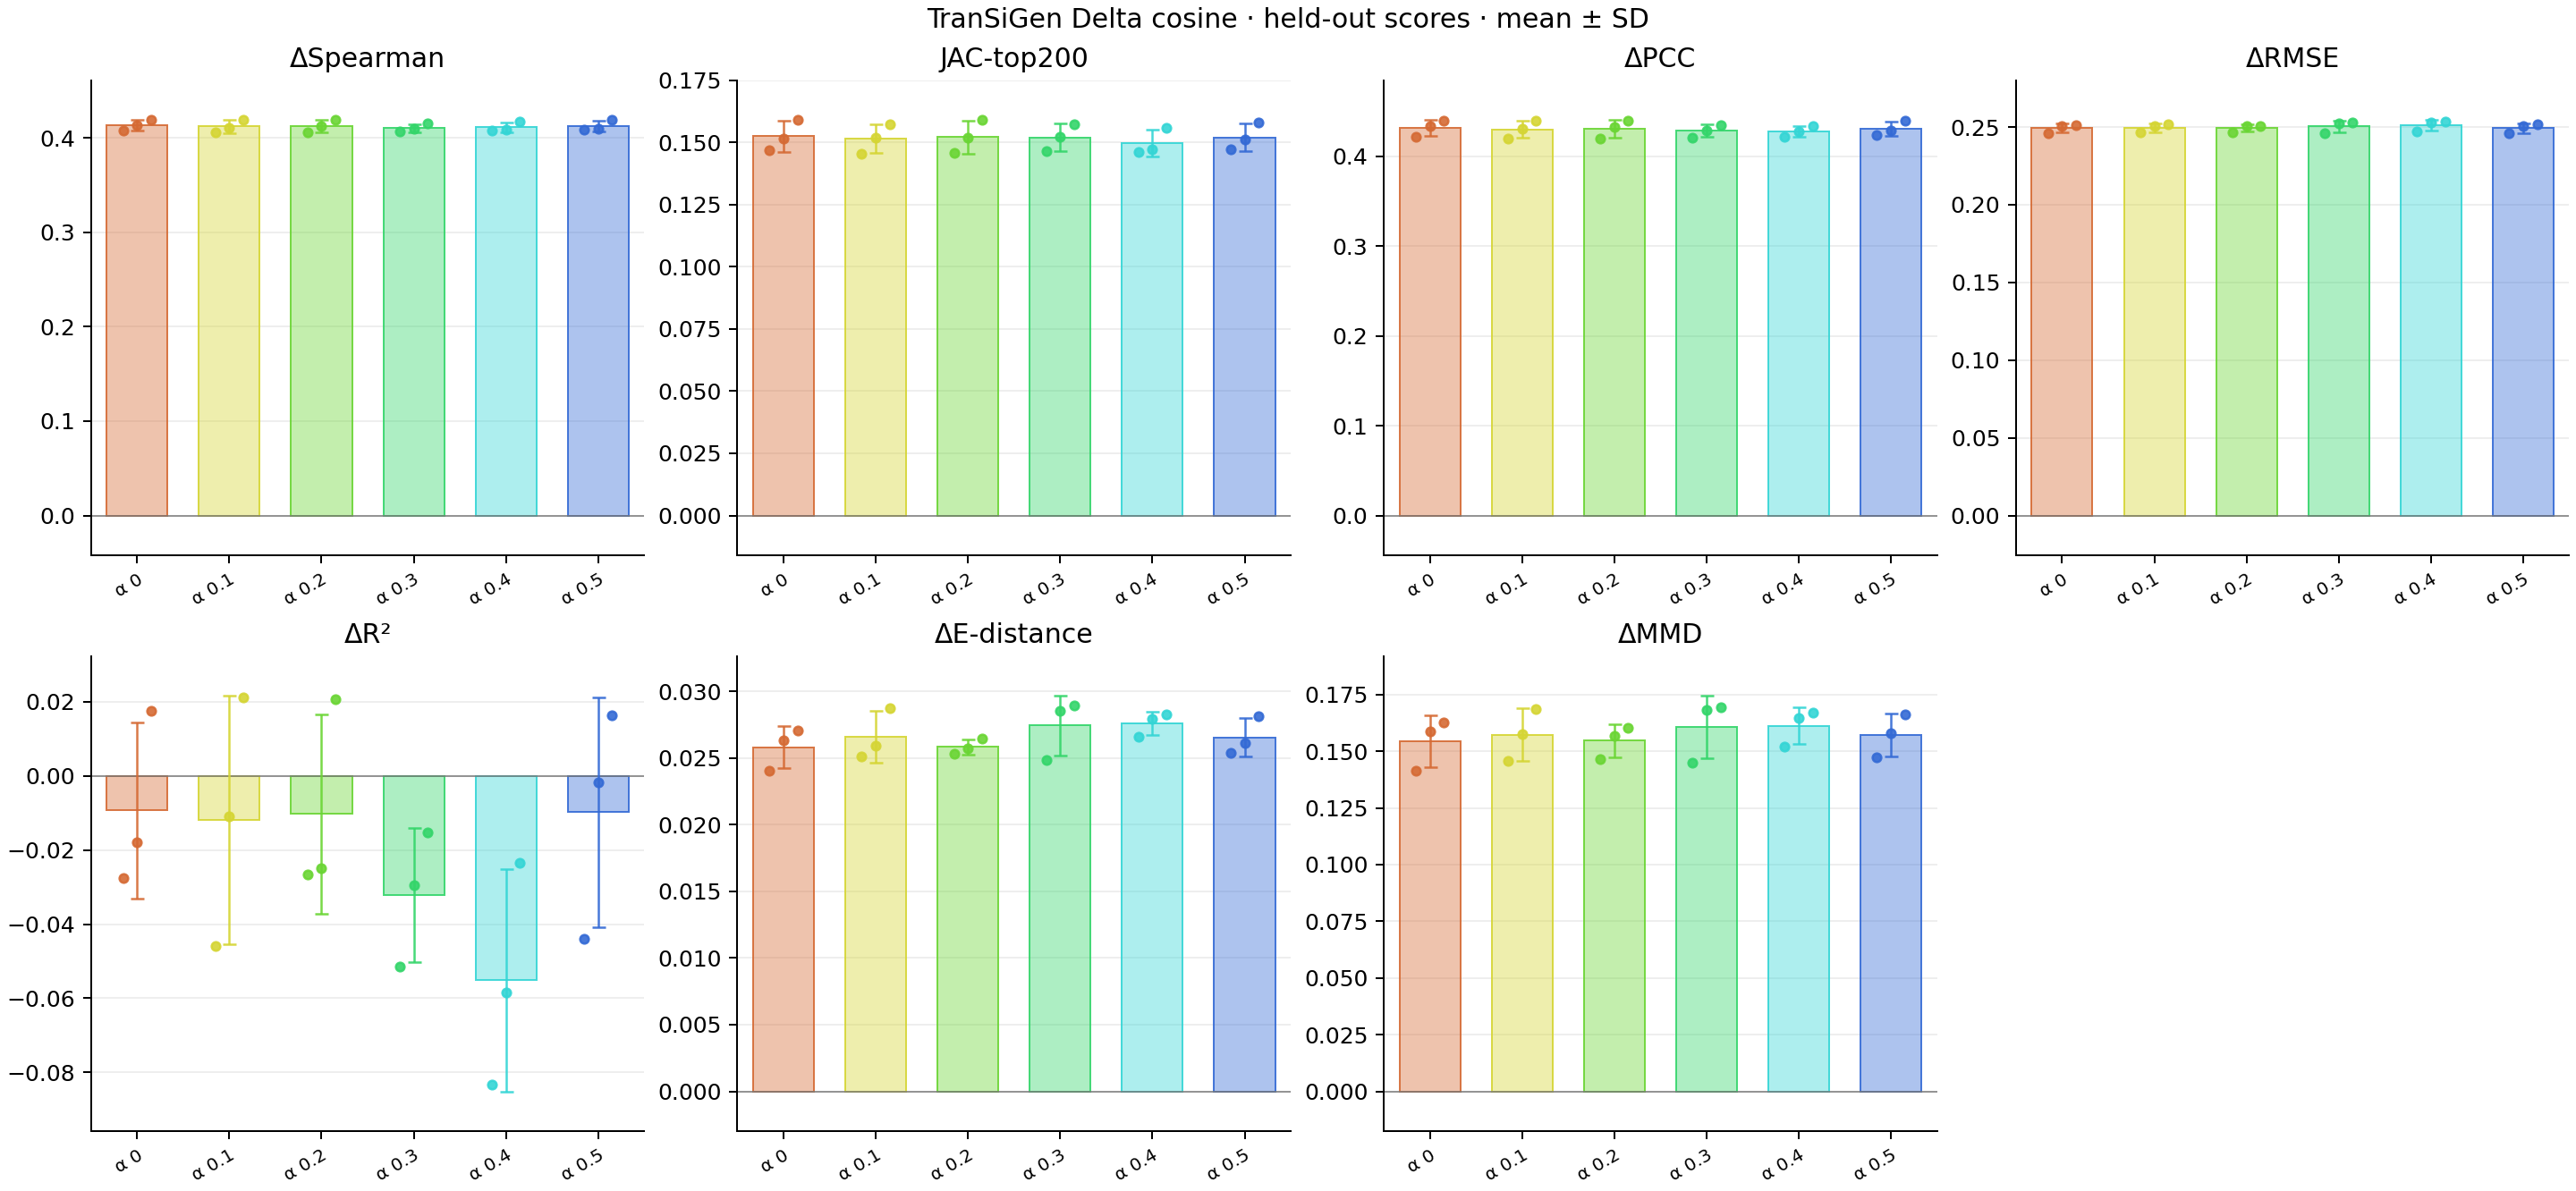 TranSiGen Delta cosine · held-out scores · mean ± SD
ΔSpearman
0.4
0.3
0.2
0.1
0.0
α 0
α 0.1
α 0.2
α 0.3
α 0.4
α 0.5
JAC-top200
0.175
0.150
0.125
0.100
0.075
0.050
0.025
0.000
α 0
α 0.1
α 0.2
α 0.3
α 0.4
α 0.5
ΔPCC
0.4
0.3
0.2
0.1
0.0
α 0
α 0.1
α 0.2
α 0.3
α 0.4
α 0.5
ΔRMSE
0.25
0.20
0.15
0.10
0.05
0.00
α 0
α 0.1
α 0.2
α 0.3
α 0.4
α 0.5
ΔR²
0.02
0.00
−0.02
−0.04
−0.06
−0.08
α 0
α 0.1
α 0.2
α 0.3
α 0.4
α 0.5
ΔE-distance
0.030
0.025
0.020
0.015
0.010
0.005
0.000
α 0
α 0.1
α 0.2
α 0.3
α 0.4
α 0.5
ΔMMD
0.175
0.150
0.125
0.100
0.075
0.050
0.025
0.000
α 0
α 0.1
α 0.2
α 0.3
α 0.4
α 0.5